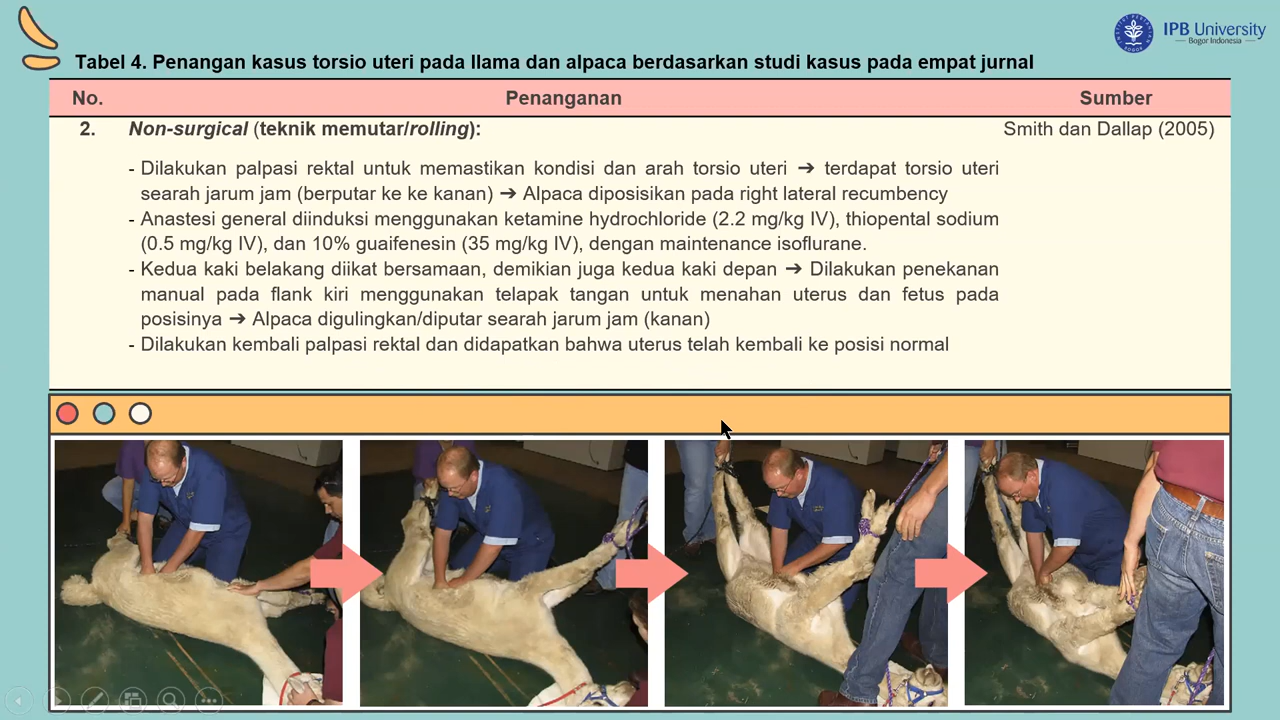 IPB University
Bogor Indonesia
Tabel 4. Penangan kasus torsio uteri pada llama dan alpaca berdasarkan studi kasus pada empat jurnal
No. Penanganan Sumber
2. Non-surgical (teknik memutar/rolling): Smith dan Dallap (2005)
- Dilakukan palpasi rektal untuk memastikan kondisi dan arah torsio uteri ➔ terdapat torsio uteri
searah jarum jam (berputar ke ke kanan) ➔ Alpaca diposisikan pada right lateral recumbency
- Anastesi general diinduksi menggunakan ketamine hydrochloride (2.2 mg/kg IV), thiopental sodium
(0.5 mg/kg IV), dan 10% guaifenesin (35 mg/kg IV), dengan maintenance isoflurane.
- Kedua kaki belakang diikat bersamaan, demikian juga kedua kaki depan ➔ Dilakukan penekanan
manual pada flank kiri menggunakan telapak tangan untuk menahan uterus dan fetus pada
posisinya ➔ Alpaca digulingkan/diputar searah jarum jam (kanan)
- Dilakukan kembali palpasi rektal dan didapatkan bahwa uterus telah kembali ke posisi normal